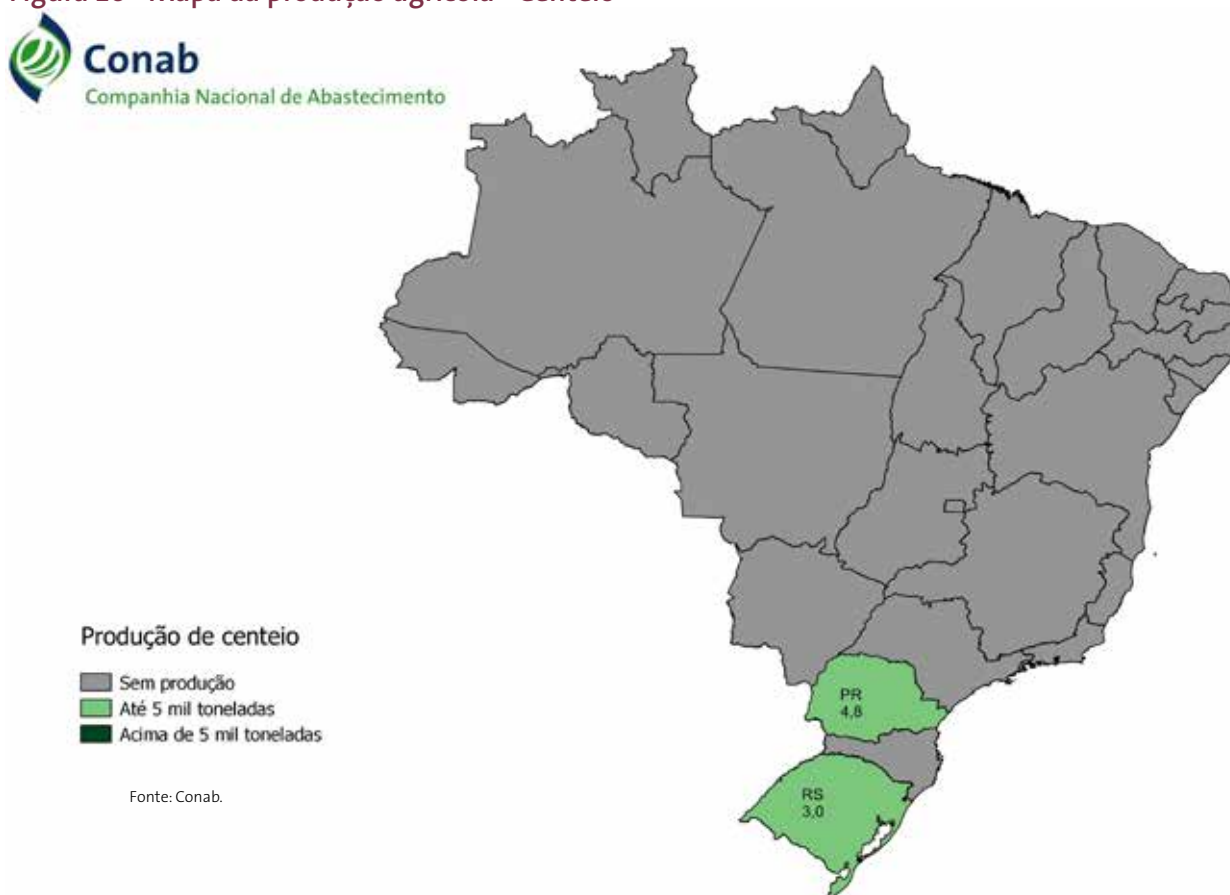 Conab
Companhia Nacional de Abastecimento
PR
4,8
RS
3,0
Produção de centeio
Sem produção
Até 5 mil toneladas
Acima de 5 mil toneladas
Fonte: Conab.